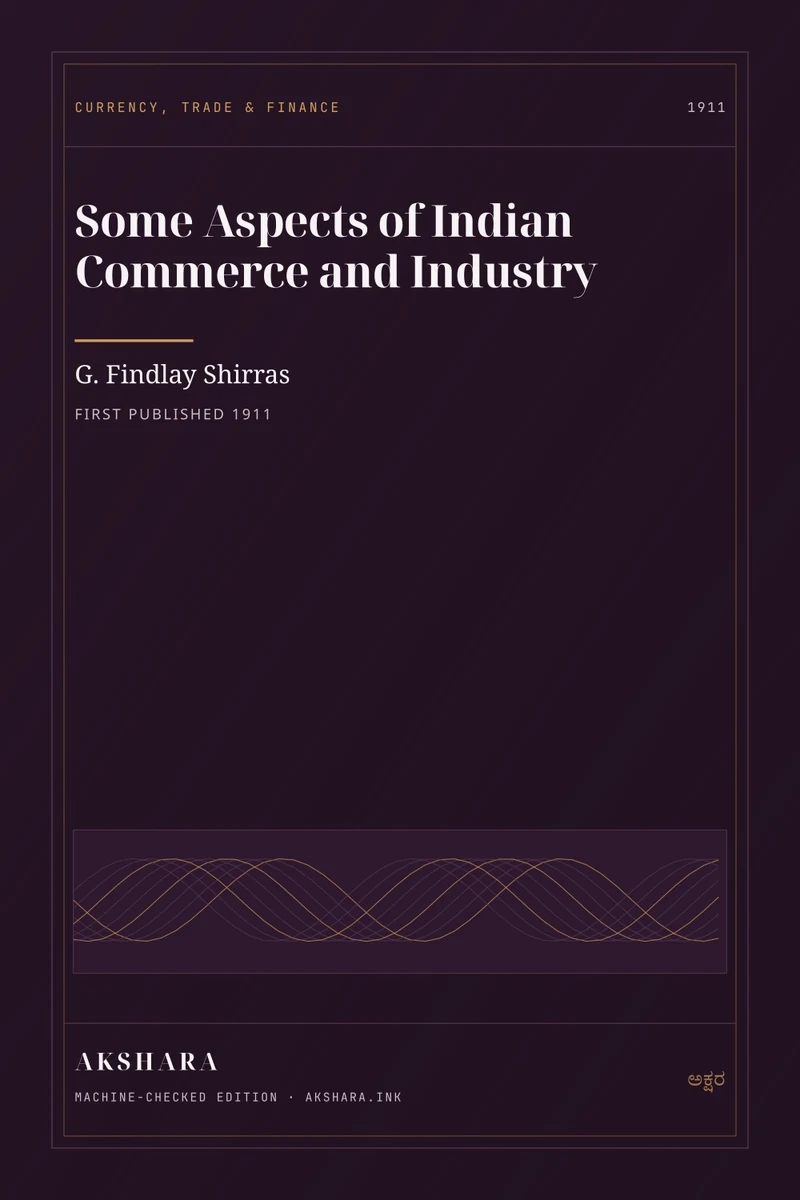 CURRENCY, TRADE & FINANCE
1911
Some Aspects of Indian
Commerce and Industry
G. Findlay Shirras
FIRST PUBLISHED 1911
AKSHARA
MACHINE-CHECKED EDITION · AKSHARA.INK
ಅಕ್ಷರ